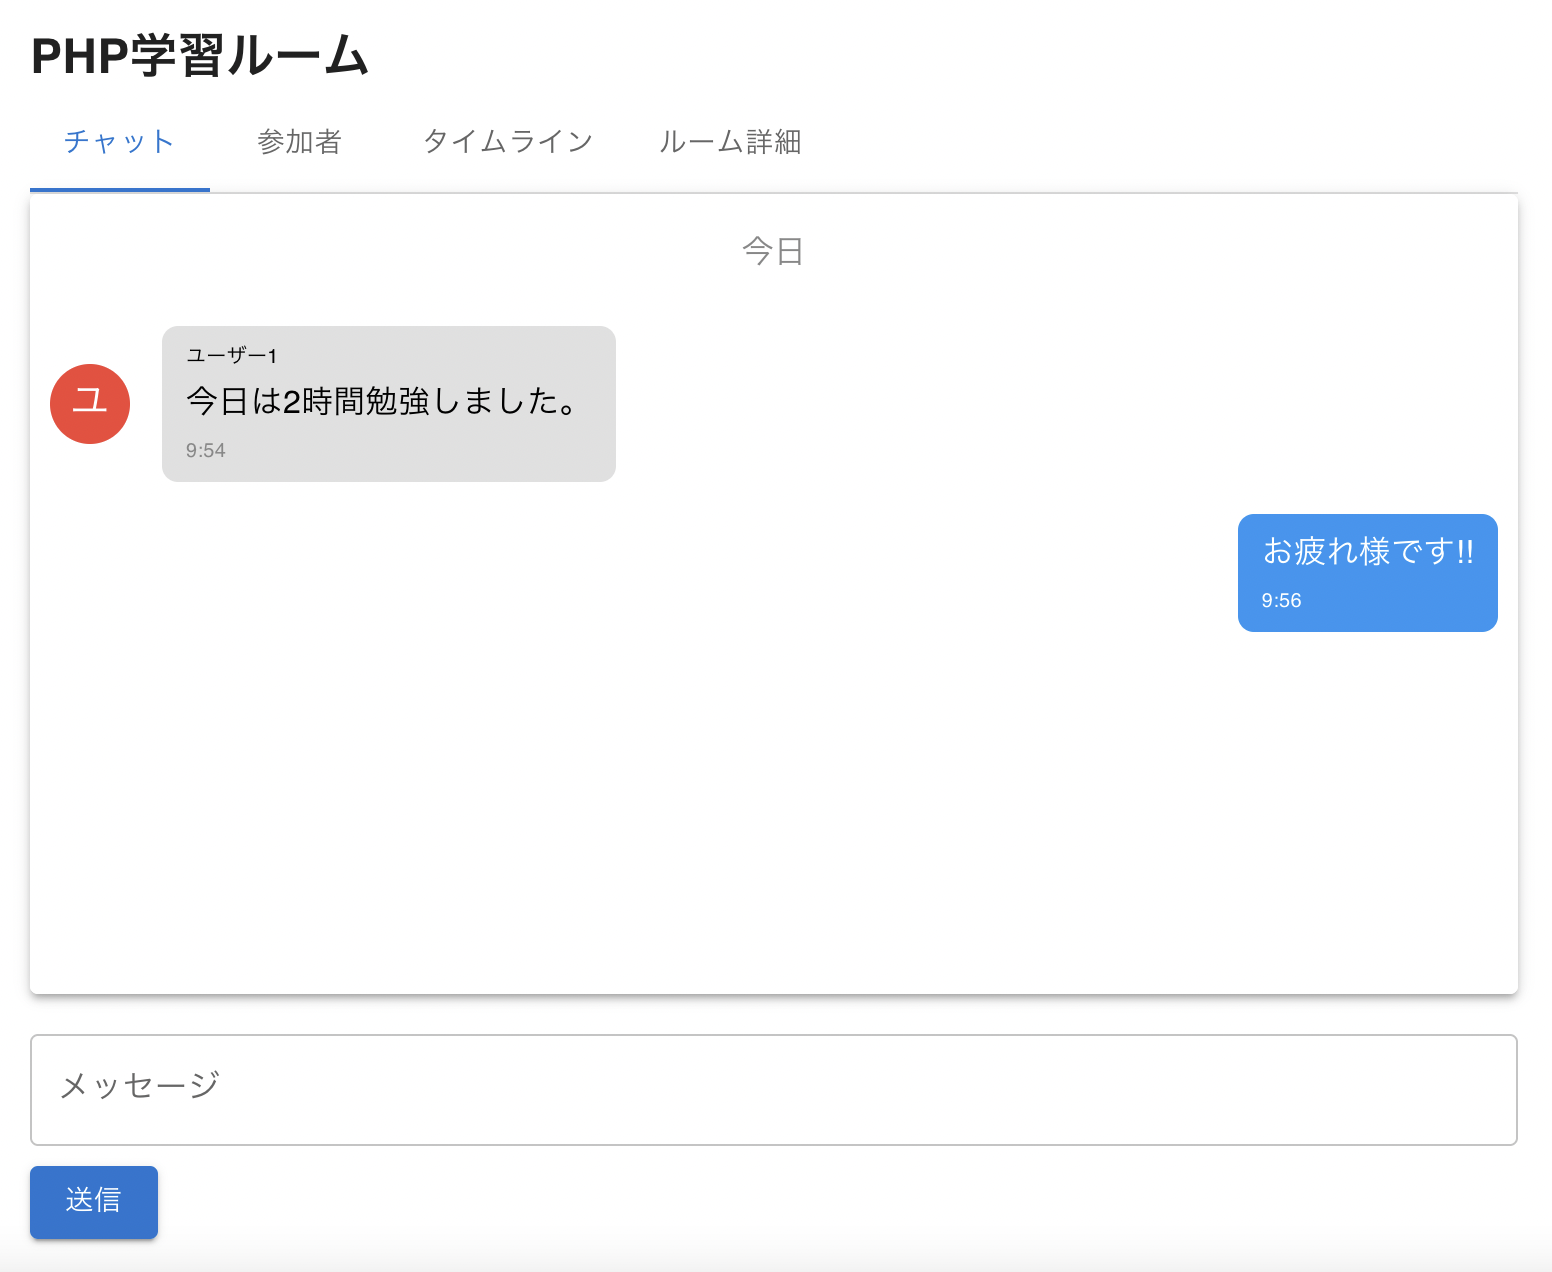 PHP学習ルーム
チャット 参加者 タイムライン ルーム詳細
今日
ユーザー1
ユ
今日は2時間勉強しました。
9:54
お疲れ様です!!
9:56
メッセージ
送信